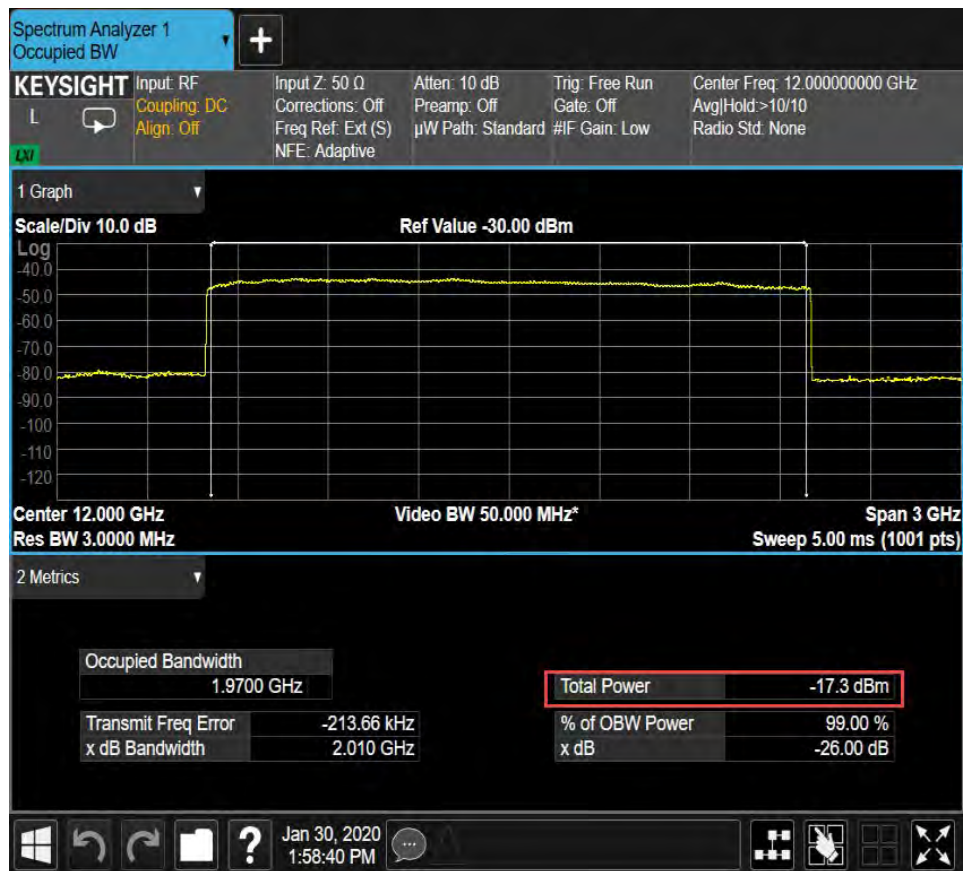 Spectrum Analyzer 1
Occupied BW
+
KEYSIGHT
L
LXI
Input: RF
Coupling: DC
Align: Off
Input Z: 50 Ω
Corrections: Off
Freq Ref: Ext (S)
NFE: Adaptive
Atten: 10 dB
Preamp: Off
µW Path: Standard
Trig: Free Run
Gate: Off
#IF Gain: Low
Center Freq: 12.000000000 GHz
Avg|Hold:>10/10
Radio Std: None
1 Graph
Scale/Div 10.0 dB
Ref Value -30.00 dBm
Log
-40.0
-50.0
-60.0
-70.0
-80.0
-90.0
-100
-110
-120
Center 12.000 GHz
Video BW 50.000 MHz*
Span 3 GHz
Res BW 3.0000 MHz
Sweep 5.00 ms (1001 pts)
2 Metrics
Occupied Bandwidth
1.9700 GHz
Total Power -17.3 dBm
Transmit Freq Error -213.66 kHz
% of OBW Power 99.00 %
x dB Bandwidth 2.010 GHz
x dB -26.00 dB
?
Jan 30, 2020
1:58:40 PM